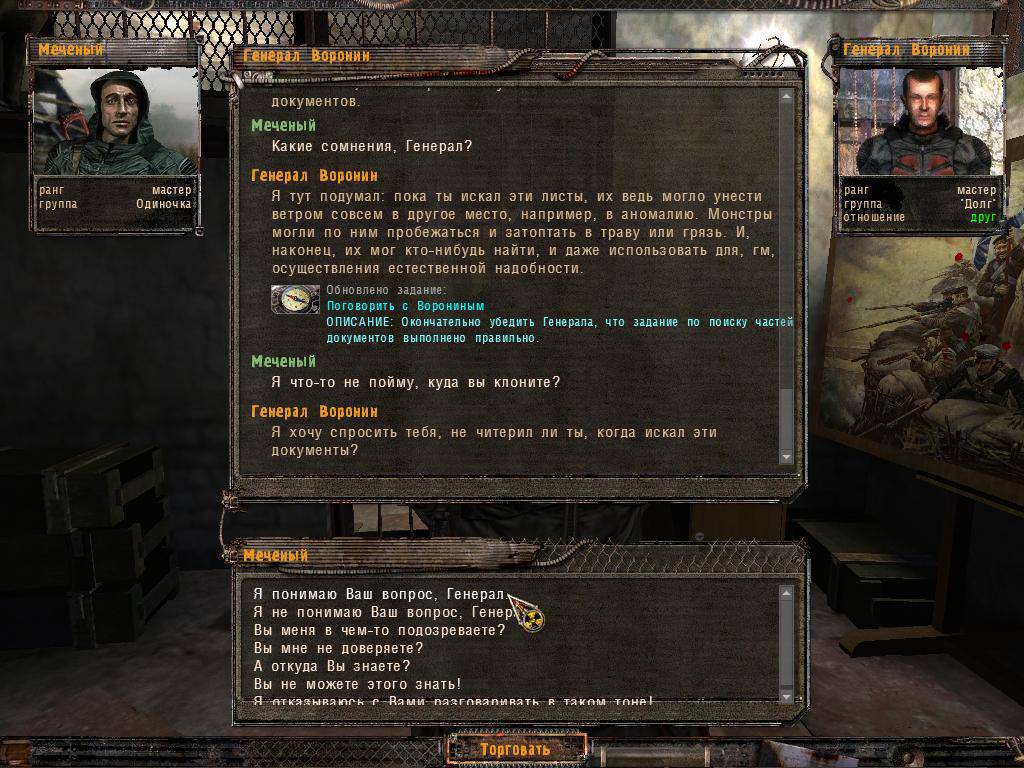 Меченый
ранг мастер
группа Одиночка
Генерал Воронин
документов.
Меченый
Какие сомнения, Генерал?
Генерал Воронин
Я тут подумал: пока ты искал эти листы, их ведь могло унести
ветром совсем в другое место, например, в аномалию. Монстры
могли по ним пробежаться и затоптать в траву или грязь. И,
наконец, их мог кто-нибудь найти, и даже использовать для, гм,
осуществления естественной надобности.
Обновлено задание:
Поговорить с Ворониным
ОПИСАНИЕ: Окончательно убедить Генерала, что задание по поиску частей
документов выполнено правильно.
Меченый
Я что-то не пойму, куда вы клоните?
Генерал Воронин
Я хочу спросить тебя, не читерил ли ты, когда искал эти
документы?
Генерал Воронин
ранг мастер
группа "Долг"
отношение друг
Меченый
Я понимаю Ваш вопрос, Генерал.
Я не понимаю Ваш вопрос, Генер
Вы меня в чем-то подозреваете?
Вы мне не доверяете?
А откуда Вы знаете?
Вы не можете этого знать!
Я отказываюсь с Вами разговаривать в таком тоне!
Торговать